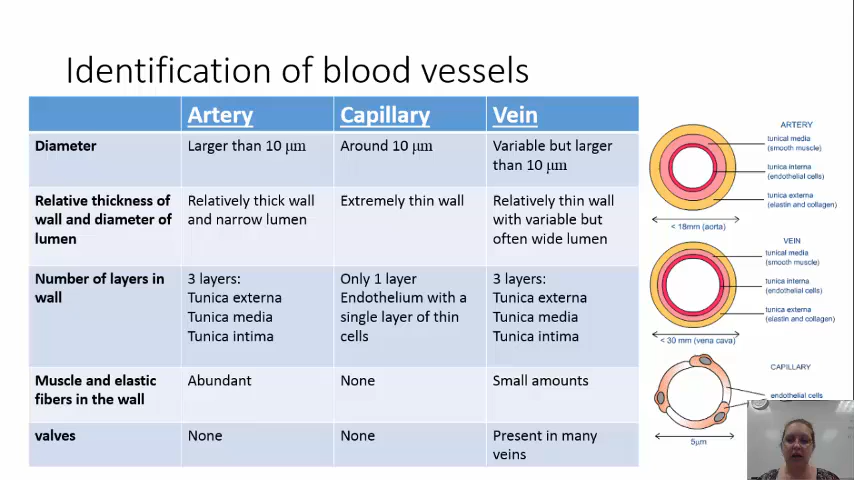 Identification of blood vessels
Artery Capillary Vein
Diameter Larger than 10 μm Around 10 μm Variable but larger
than 10 μm
Relative thickness of Relatively thick wall Extremely thin wall Relatively thin wall
wall and diameter of and narrow lumen with variable but
lumen often wide lumen
Number of layers in 3 layers: Only 1 layer 3 layers:
wall Tunica externa Endothelium with a Tunica externa
Tunica media single layer of thin Tunica media
Tunica intima cells Tunica intima
Muscle and elastic Abundant None Small amounts
fibers in the wall
valves None None Present in many
veins
ARTERY
tunical media
(smooth muscle)
tunica interna
(endothelial cells)
tunica externa
(elastin and collagen)
< 18mm (aorta)
VEIN
tunical media
(smooth muscle)
tunica interna
(endothelial cells)
tunica externa
(elastin and collagen)
< 30 mm (vena cava)
CAPILLARY
endothelial cells
5μm